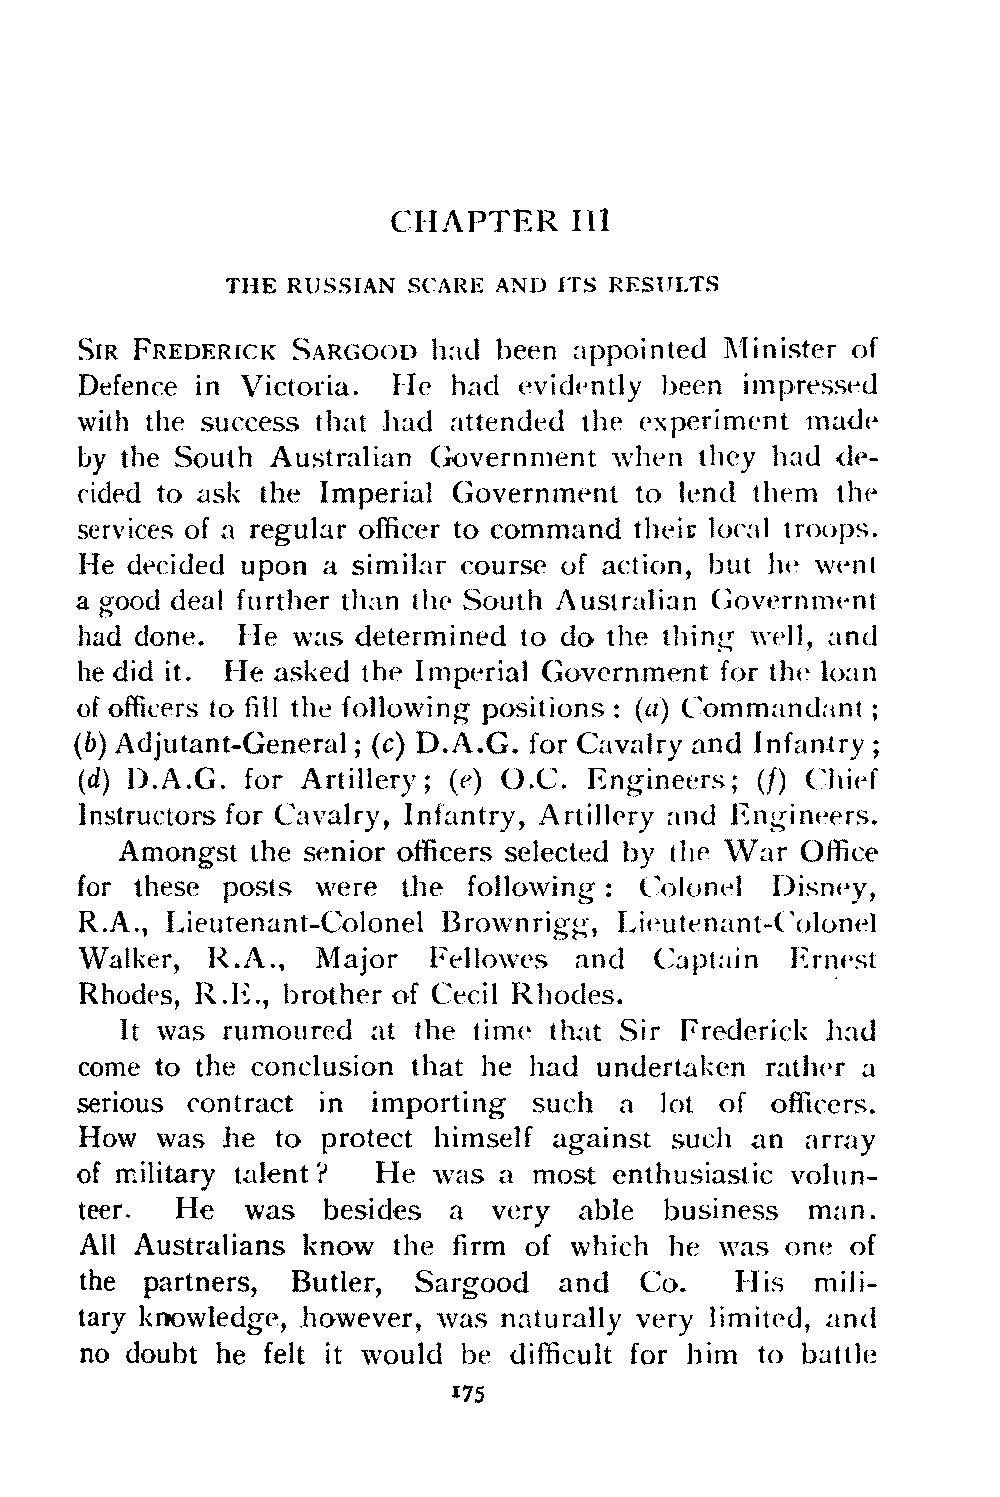 CHAPTER III
THE RUSSIAN SCARE AND ITS RESULTS
SIR FREDERICK SARGOOD had been appointed Minister of
Defence in Victoria. He had evidently been impressed
with the success that had attended the experiment made
by the South Australian Government when they had de-
cided to ask the Imperial Government to lend them the
services of a regular officer to command their local troops.
He decided upon a similar course of action, but he went
a good deal further than the South Australian Government
had done. He was determined to do the thing well, and
he did it. He asked the Imperial Government for the loan
of officers to fill the following positions : (a) Commandant ;
(b) Adjutant-General ; (c) D.A.G. for Cavalry and Infantry ;
(d) D.A.G. for Artillery ; (e) O.C. Engineers ; (f) Chief
Instructors for Cavalry, Infantry, Artillery and Engineers.
Amongst the senior officers selected by the War Office
for these posts were the following : Colonel Disney,
R.A., Lieutenant-Colonel Brownrigg, Lieutenant-Colonel
Walker, R.A., Major Fellowes and Captain Ernest
Rhodes, R.E., brother of Cecil Rhodes.
It was rumoured at the time that Sir Frederick had
come to the conclusion that he had undertaken rather a
serious contract in importing such a lot of officers.
How was he to protect himself against such an array
of military talent ? He was a most enthusiastic volun-
teer. He was besides a very able business man.
All Australians know the firm of which he was one of
the partners, Butler, Sargood and Co. His mili-
tary knowledge, however, was naturally very limited, and
no doubt he felt it would be difficult for him to battle
175